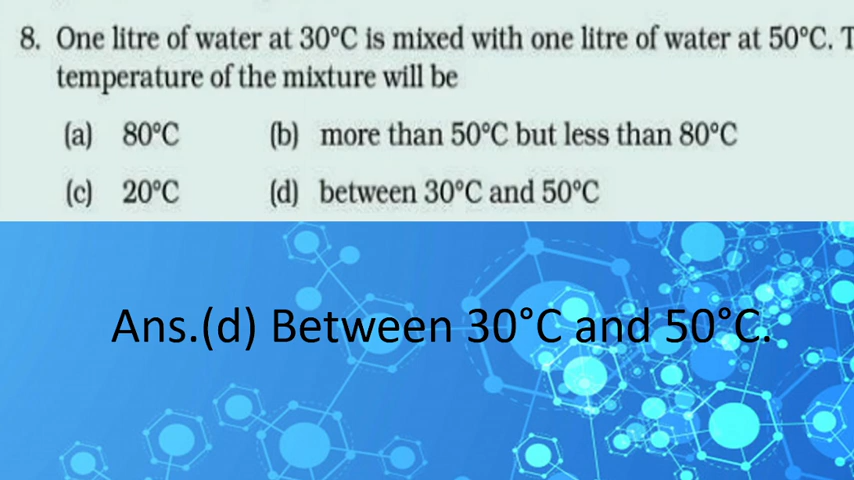 8. One litre of water at 30°C is mixed with one litre of water at 50°C. T
temperature of the mixture will be
(a) 80°C (b) more than 50°C but less than 80°C
(c) 20°C (d) between 30°C and 50°C
Ans.(d) Between 30°C and 50°C.